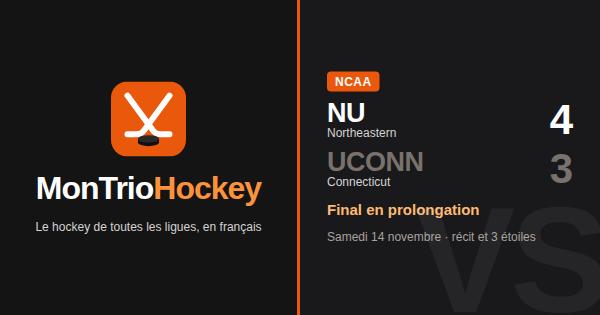 MonTrioHockey
Le hockey de toutes les ligues, en français
NCAA
NU 4
Northeastern
UCONN 3
Connecticut
Final en prolongation
Samedi 14 novembre · récit et 3 étoiles
VS